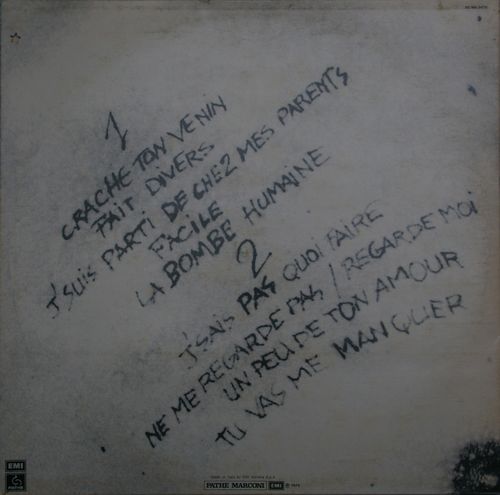 1
CRACHE TON VENIN
FAIT DIVERS
J'SUIS PARTI DE CHEZ MES PARENTS
FACILE
LA BOMBE HUMAINE
2
J'SAIS PAS QUOI FAIRE
NE ME REGARDE PAS / REGARDE MOI
UN PEU DE TON AMOUR
TU VAS ME MANQUER
EMI
PATHE
PATHE MARCONI EMI